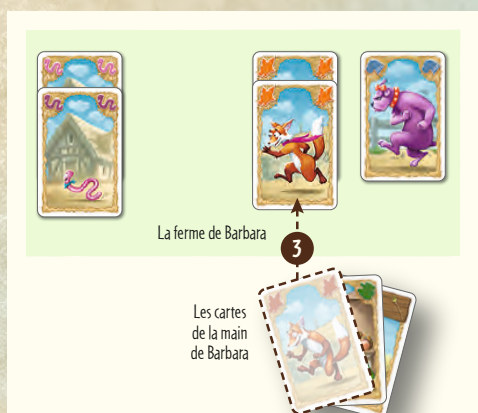 La ferme de Barbara
3
Les cartes
de la main
de Barbara